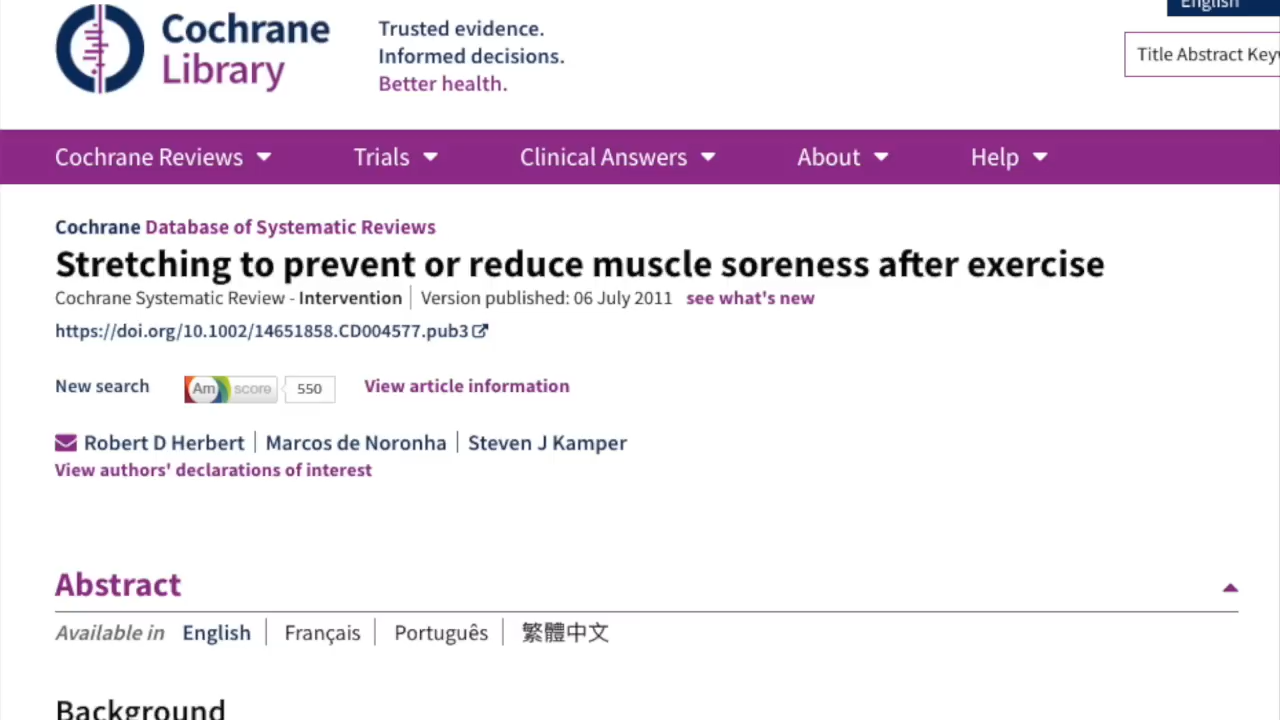 English
Cochrane
Library
Trusted evidence.
Informed decisions.
Better health.
Title Abstract Key
Cochrane Reviews
Trials
Clinical Answers
About
Help
Cochrane Database of Systematic Reviews
Stretching to prevent or reduce muscle soreness after exercise
Cochrane Systematic Review - Intervention | Version published: 06 July 2011 see what's new
https://doi.org/10.1002/14651858.CD004577.pub3
New search Am score 550 View article information
Robert D Herbert | Marcos de Noronha | Steven J Kamper
View authors' declarations of interest
Abstract
Available in English | Français | Português | 繁體中文
Background